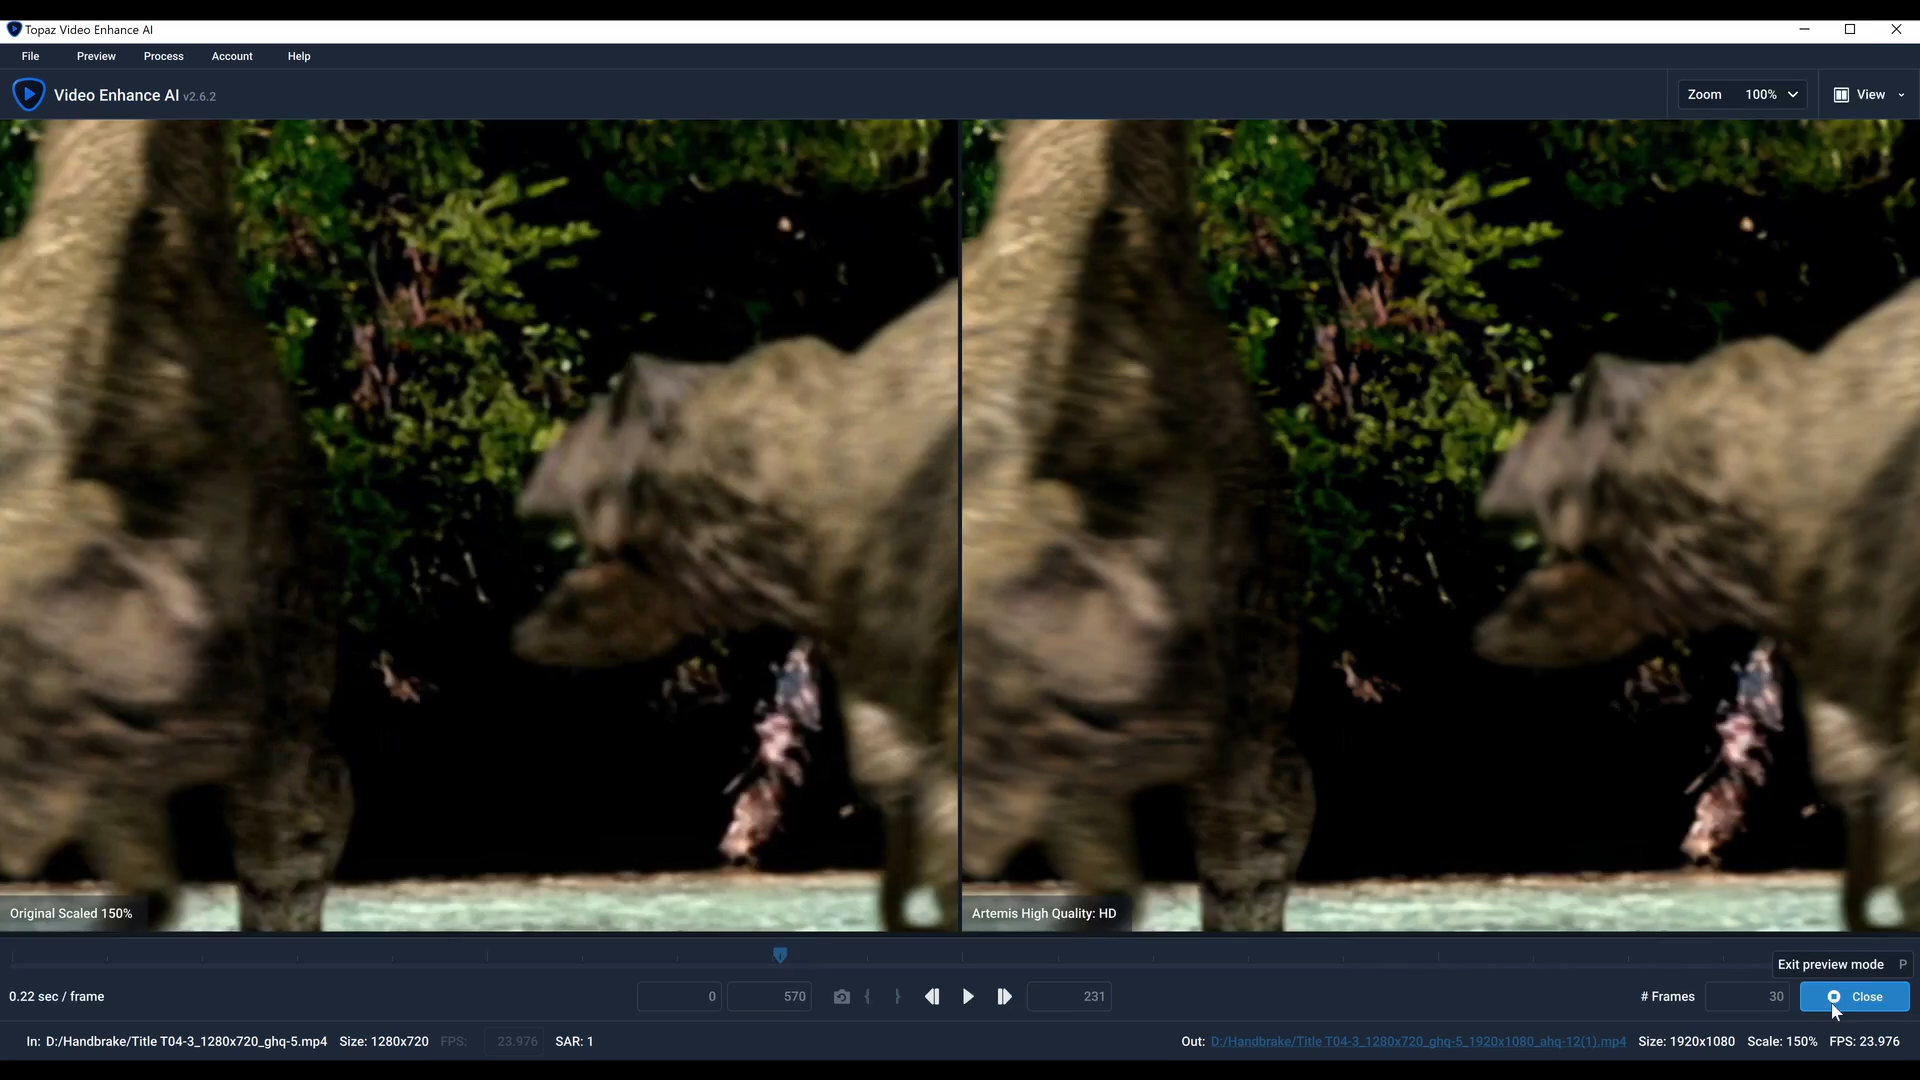 Topaz Video Enhance AI
File Preview Process Account Help
Video Enhance AI v2.6.2
Zoom 100% View
Original Scaled 150%
Artemis High Quality: HD
Exit preview mode P
0.22 sec / frame
0 570 { } 231
# Frames 30 Close
In: D:/Handbrake/Title T04-3_1280x720_ghq-5.mp4 Size: 1280x720 FPS: 23.976 SAR: 1
Out: D:/Handbrake/Title T04-3_1280x720_ghq-5_1920x1080_ahq-12(1).mp4 Size: 1920x1080 Scale: 150% FPS: 23.976